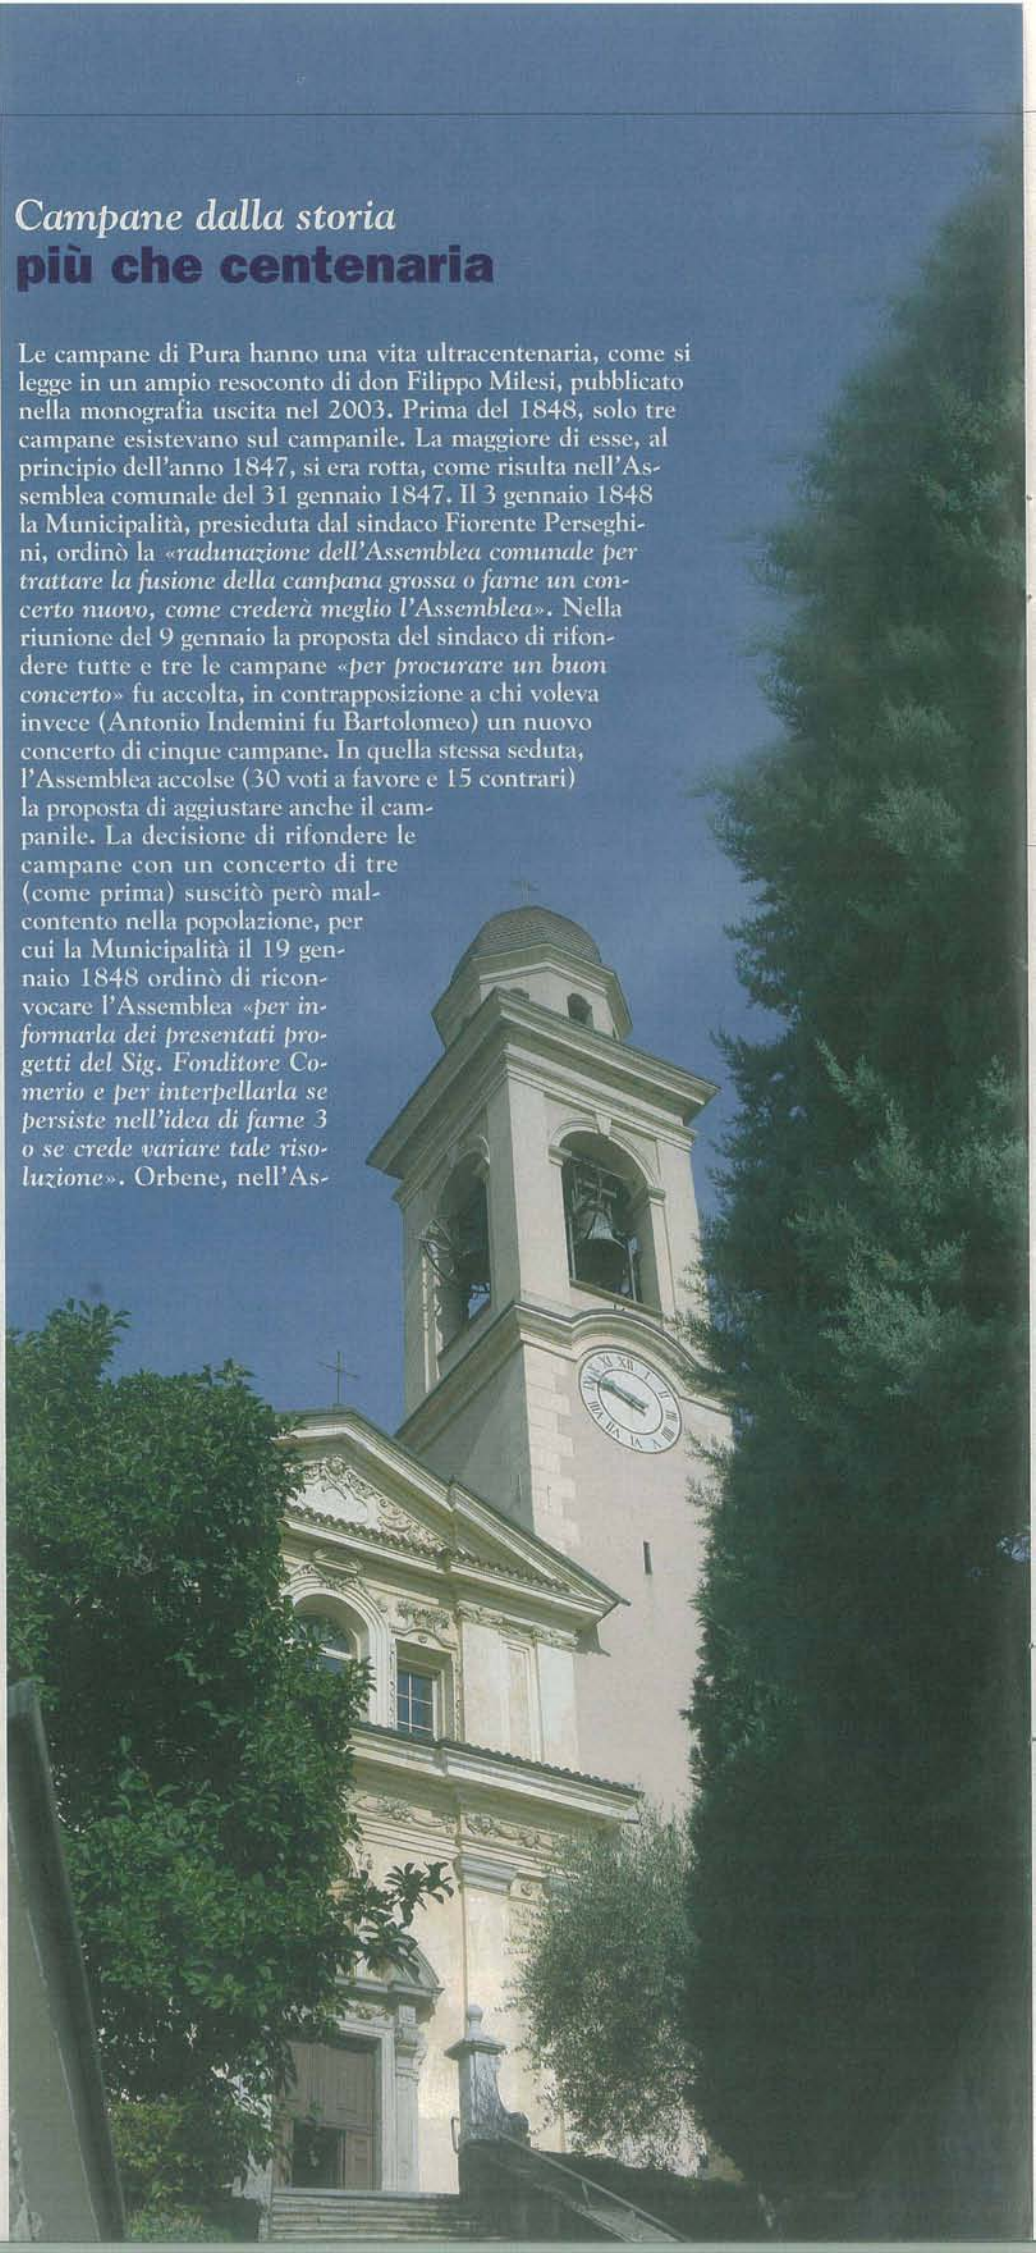 Campane dalla storia
più che centenaria
Le campane di Pura hanno una vita ultracentenaria, come si
legge in un ampio resoconto di don Filippo Milesi, pubblicato
nella monografia uscita nel 2003. Prima del 1848, solo tre
campane esistevano sul campanile. La maggiore di esse, al
principio dell'anno 1847, si era rotta, come risulta nell'As-
semblea comunale del 31 gennaio 1847. Il 3 gennaio 1848
la Municipalità, presieduta dal sindaco Fiorente Perseghi-
ni, ordinò la «radunazione dell'Assemblea comunale per
trattare la fusione della campana grossa o farne un con-
certo nuovo, come crederà meglio l'Assemblea». Nella
riunione del 9 gennaio la proposta del sindaco di rifon-
dere tutte e tre le campane «per procurare un buon
concerto» fu accolta, in contrapposizione a chi voleva
invece (Antonio Indemini fu Bartolomeo) un nuovo
concerto di cinque campane. In quella stessa seduta,
l'Assemblea accolse (30 voti a favore e 15 contrari)
la proposta di aggiustare anche il cam-
panile. La decisione di rifondere le
campane con un concerto di tre
(come prima) suscitò però mal-
contento nella popolazione, per
cui la Municipalità il 19 gen-
naio 1848 ordinò di ricon-
vocare l'Assemblea «per in-
formarla dei presentati pro-
getti del Sig. Fonditore Co-
merio e per interpellarla se
persiste nell'idea di farne 3
o se crede variare tale riso-
luzione». Orbene, nell'As-
XII
I
II
III
IIII
V
VI
VII
VIII
IX
X
XI